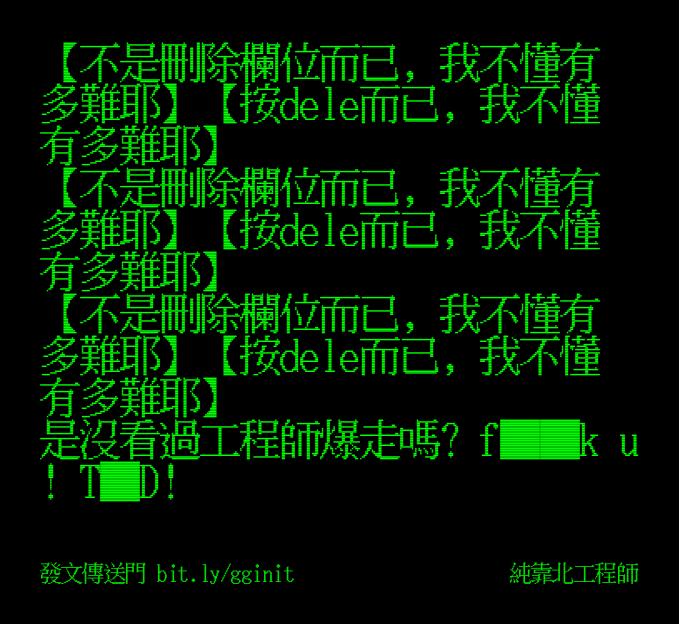 【不是刪除欄位而已, 我不懂有
多難耶】【按dele而已, 我不懂
有多難耶】
【不是刪除欄位而已, 我不懂有
多難耶】【按dele而已, 我不懂
有多難耶】
【不是刪除欄位而已, 我不懂有
多難耶】【按dele而已, 我不懂
有多難耶】
是沒看過工程師爆走嗎? f▓▓k u
! T▓D!
發文傳送門 bit.ly/gginit
純靠北工程師